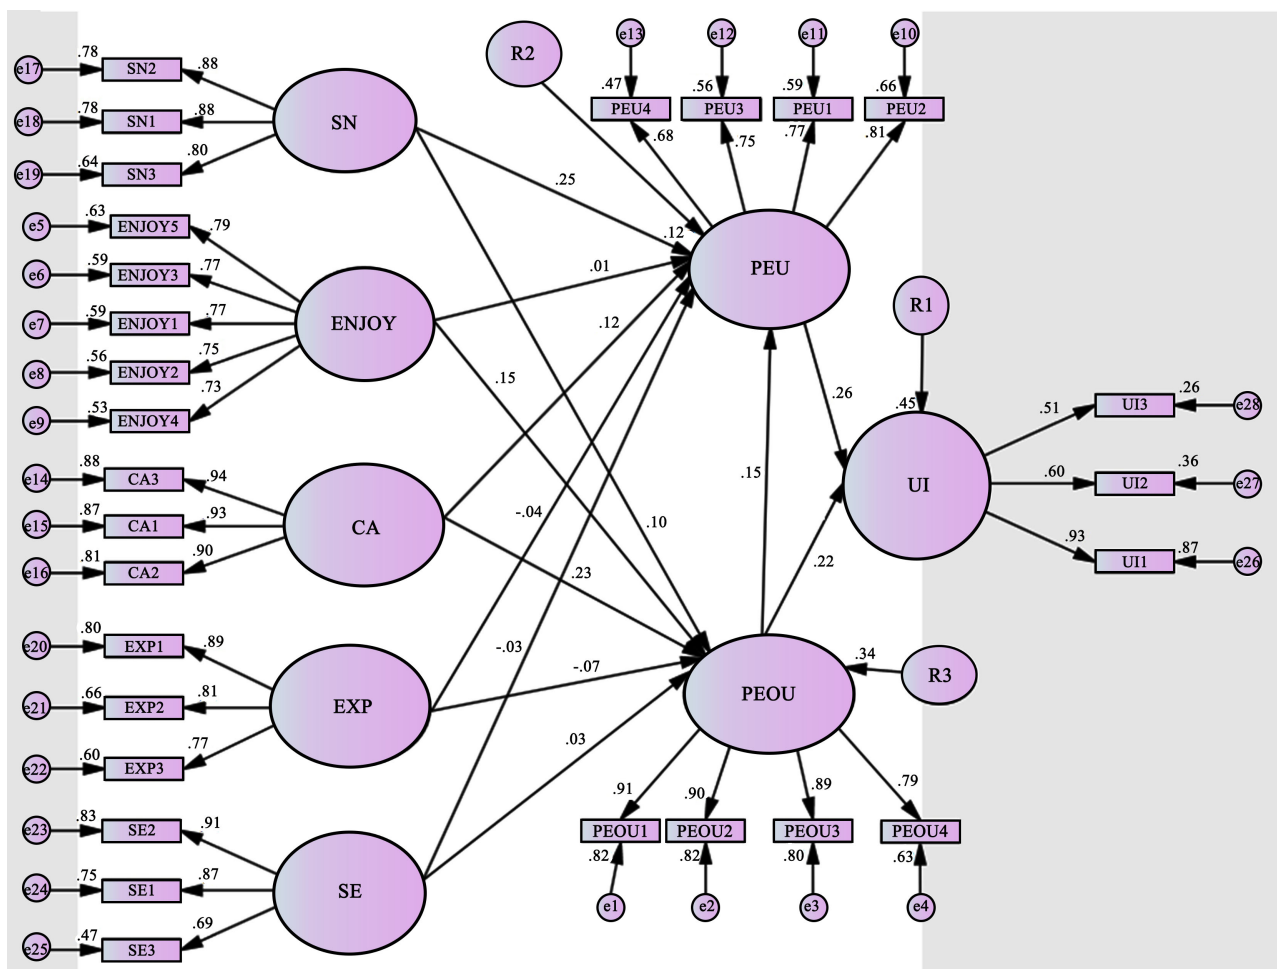 e17 .78 SN2 .88
e18 .78 SN1 .88
e19 .64 SN3 .80
SN
e5 .63 ENJOY5 .79
e6 .59 ENJOY3 .77
e7 .59 ENJOY1 .77
e8 .56 ENJOY2 .75
e9 .53 ENJOY4 .73
ENJOY
e14 .88 CA3 .94
e15 .87 CA1 .93
e16 .81 CA2 .90
CA
e20 .80 EXP1 .89
e21 .66 EXP2 .81
e22 .60 EXP3 .77
EXP
e23 .83 SE2 .91
e24 .75 SE1 .87
e25 .47 SE3 .69
SE
R2
e13 e12 e11 e10
.47 .56 .59 .66
PEU4 PEU3 PEU1 PEU2
.68 .75 .77 .81
.25
.12
.01
.12
.15
-.04
.10
.23
-.03
-.07
.03
PEU
.15
.26
.22
R1
.45
UI
.51 UI3 .26 e28
.60 UI2 .36 e27
.93 UI1 .87 e26
PEOU
.34
R3
.91 .90 .89 .79
PEOU1 PEOU2 PEOU3 PEOU4
.82 .82 .80 .63
e1 e2 e3 e4